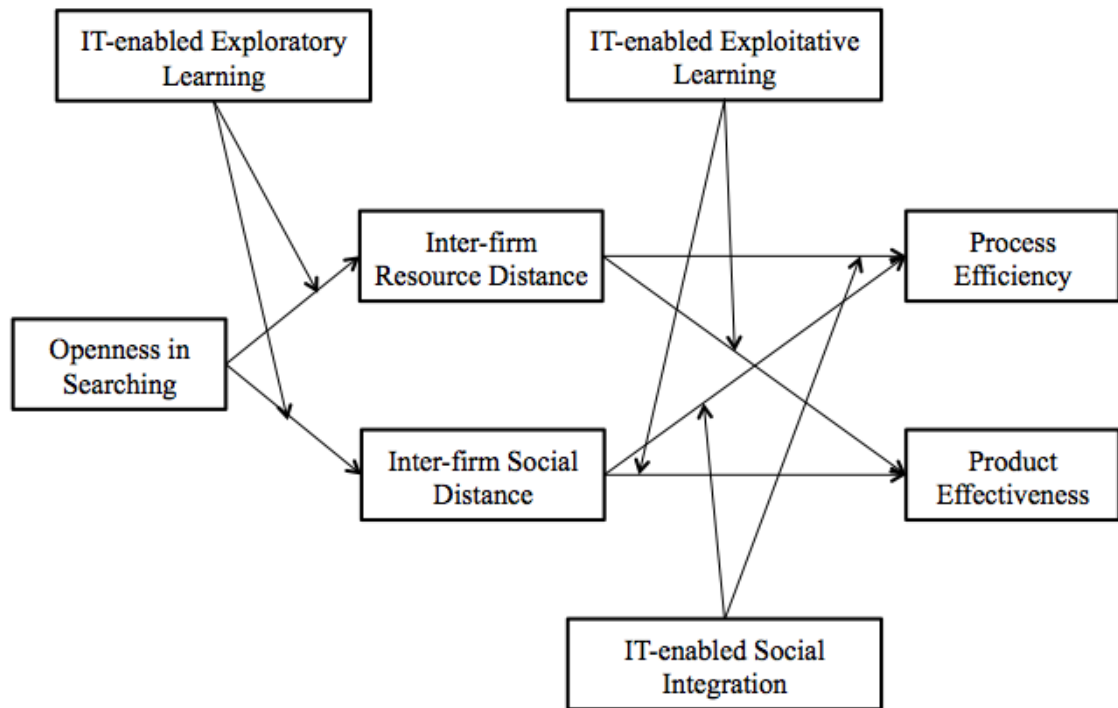 IT-enabled Exploratory
Learning
IT-enabled Exploitative
Learning
Inter-firm
Resource Distance
Process
Efficiency
Openness in
Searching
Inter-firm Social
Distance
Product
Effectiveness
IT-enabled Social
Integration